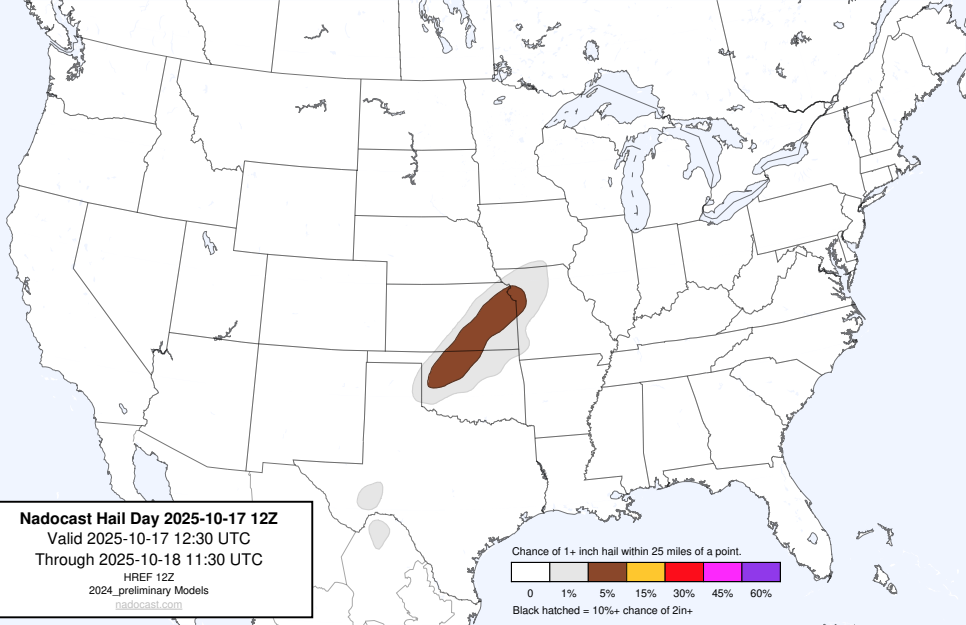 Nadocast Hail Day 2025-10-17 12Z
Valid 2025-10-17 12:30 UTC
Through 2025-10-18 11:30 UTC
HREF 12Z
2024_preliminary Models
nadocast.com
Chance of 1+ inch hail within 25 miles of a point.
0 1% 5% 15% 30% 45% 60%
Black hatched = 10%+ chance of 2in+